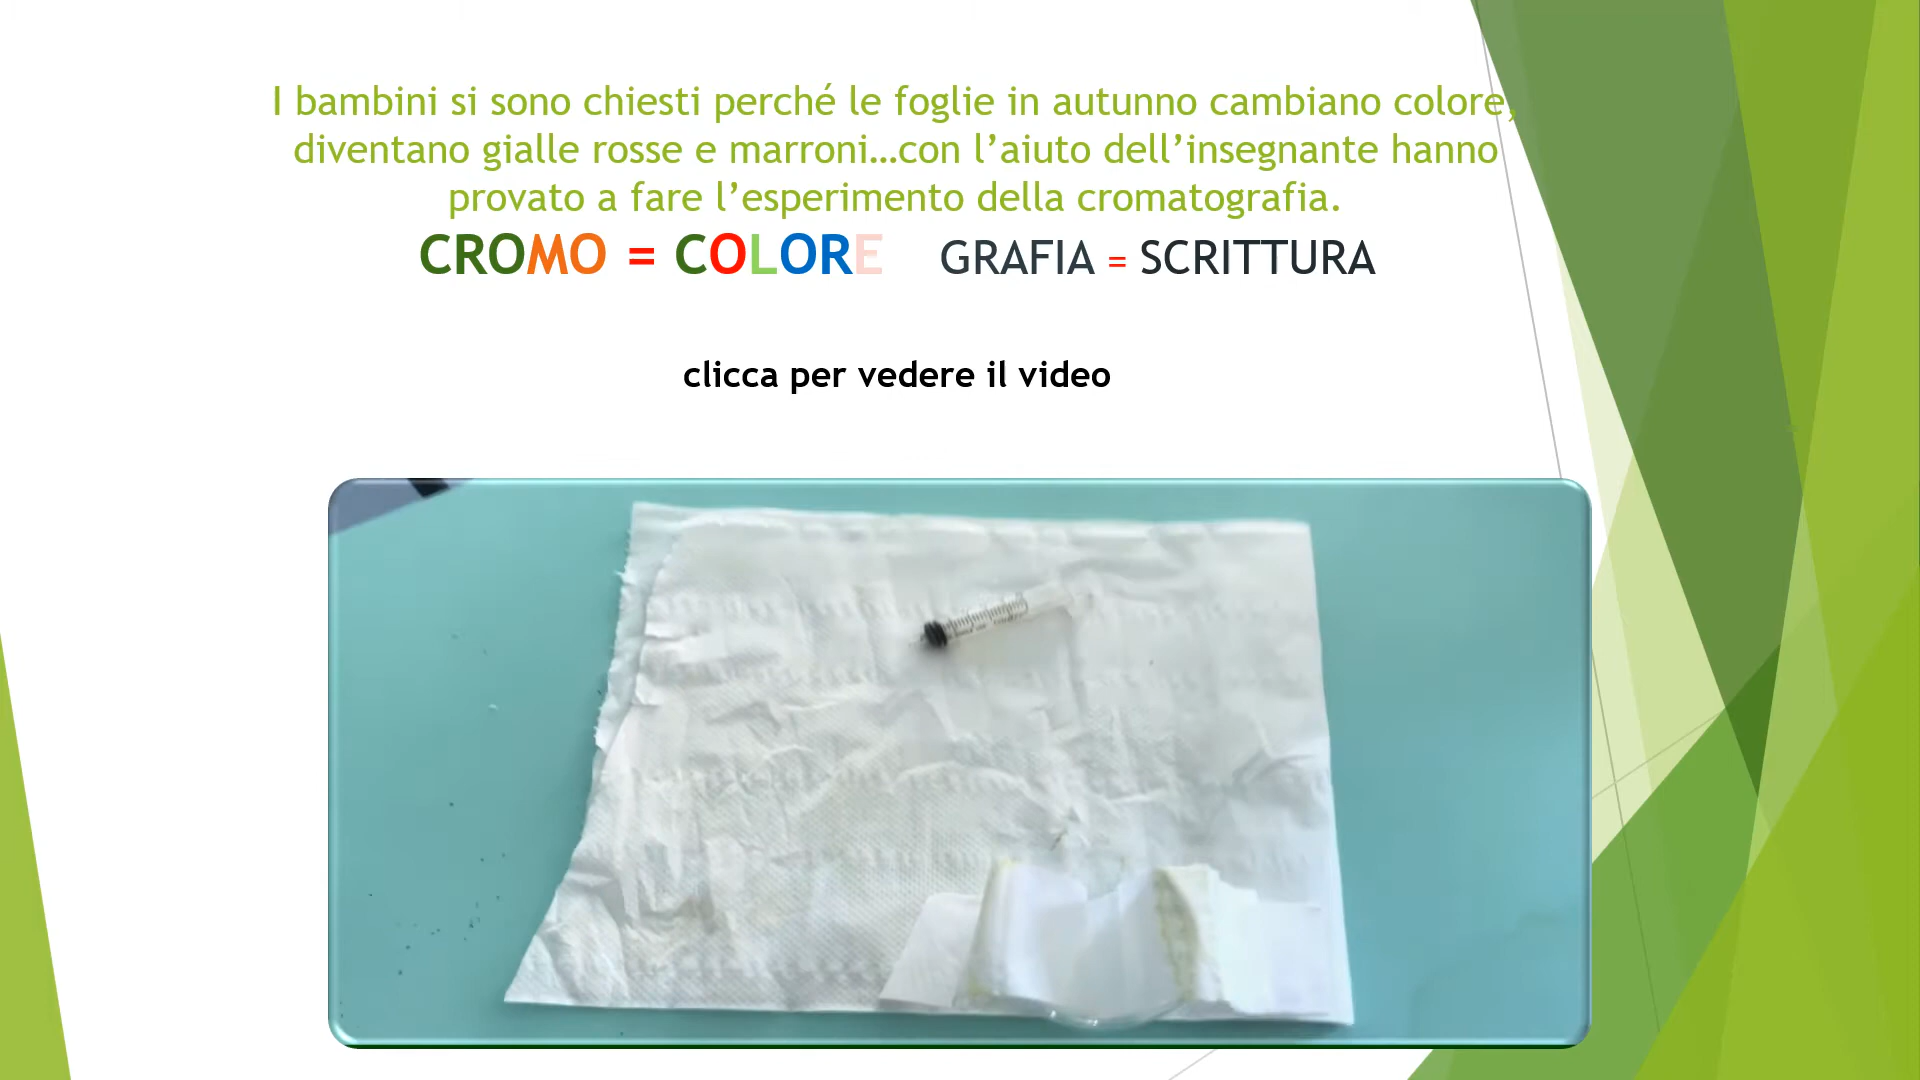 I bambini si sono chiesti perché le foglie in autunno cambiano colore,
diventano gialle rosse e marroni…con l’aiuto dell’insegnante hanno
provato a fare l’esperimento della cromatografia.
CROMO = COLORE GRAFIA = SCRITTURA
clicca per vedere il video